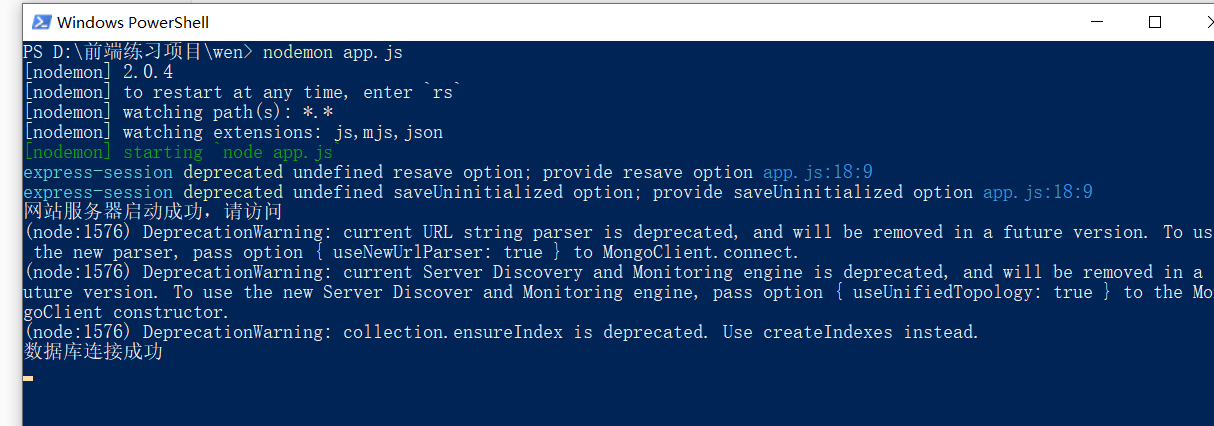 Windows PowerShell
PS D:\前端练习项目\wen> nodemon app.js
[nodemon] 2.0.4
[nodemon] to restart at any time, enter `rs`
[nodemon] watching path(s): *.*
[nodemon] watching extensions: js,mjs,json
[nodemon] starting `node app.js`
express-session deprecated undefined resave option; provide resave option app.js:18:9
express-session deprecated undefined saveUninitialized option; provide saveUninitialized option app.js:18:9
网站服务器启动成功，请访问
(node:1576) DeprecationWarning: current URL string parser is deprecated, and will be removed in a future version. To us
the new parser, pass option { useNewUrlParser: true } to MongoClient.connect.
(node:1576) DeprecationWarning: current Server Discovery and Monitoring engine is deprecated, and will be removed in a
uture version. To use the new Server Discover and Monitoring engine, pass option { useUnifiedTopology: true } to the Mo
goClient constructor.
(node:1576) DeprecationWarning: collection.ensureIndex is deprecated. Use createIndexes instead.
数据库连接成功